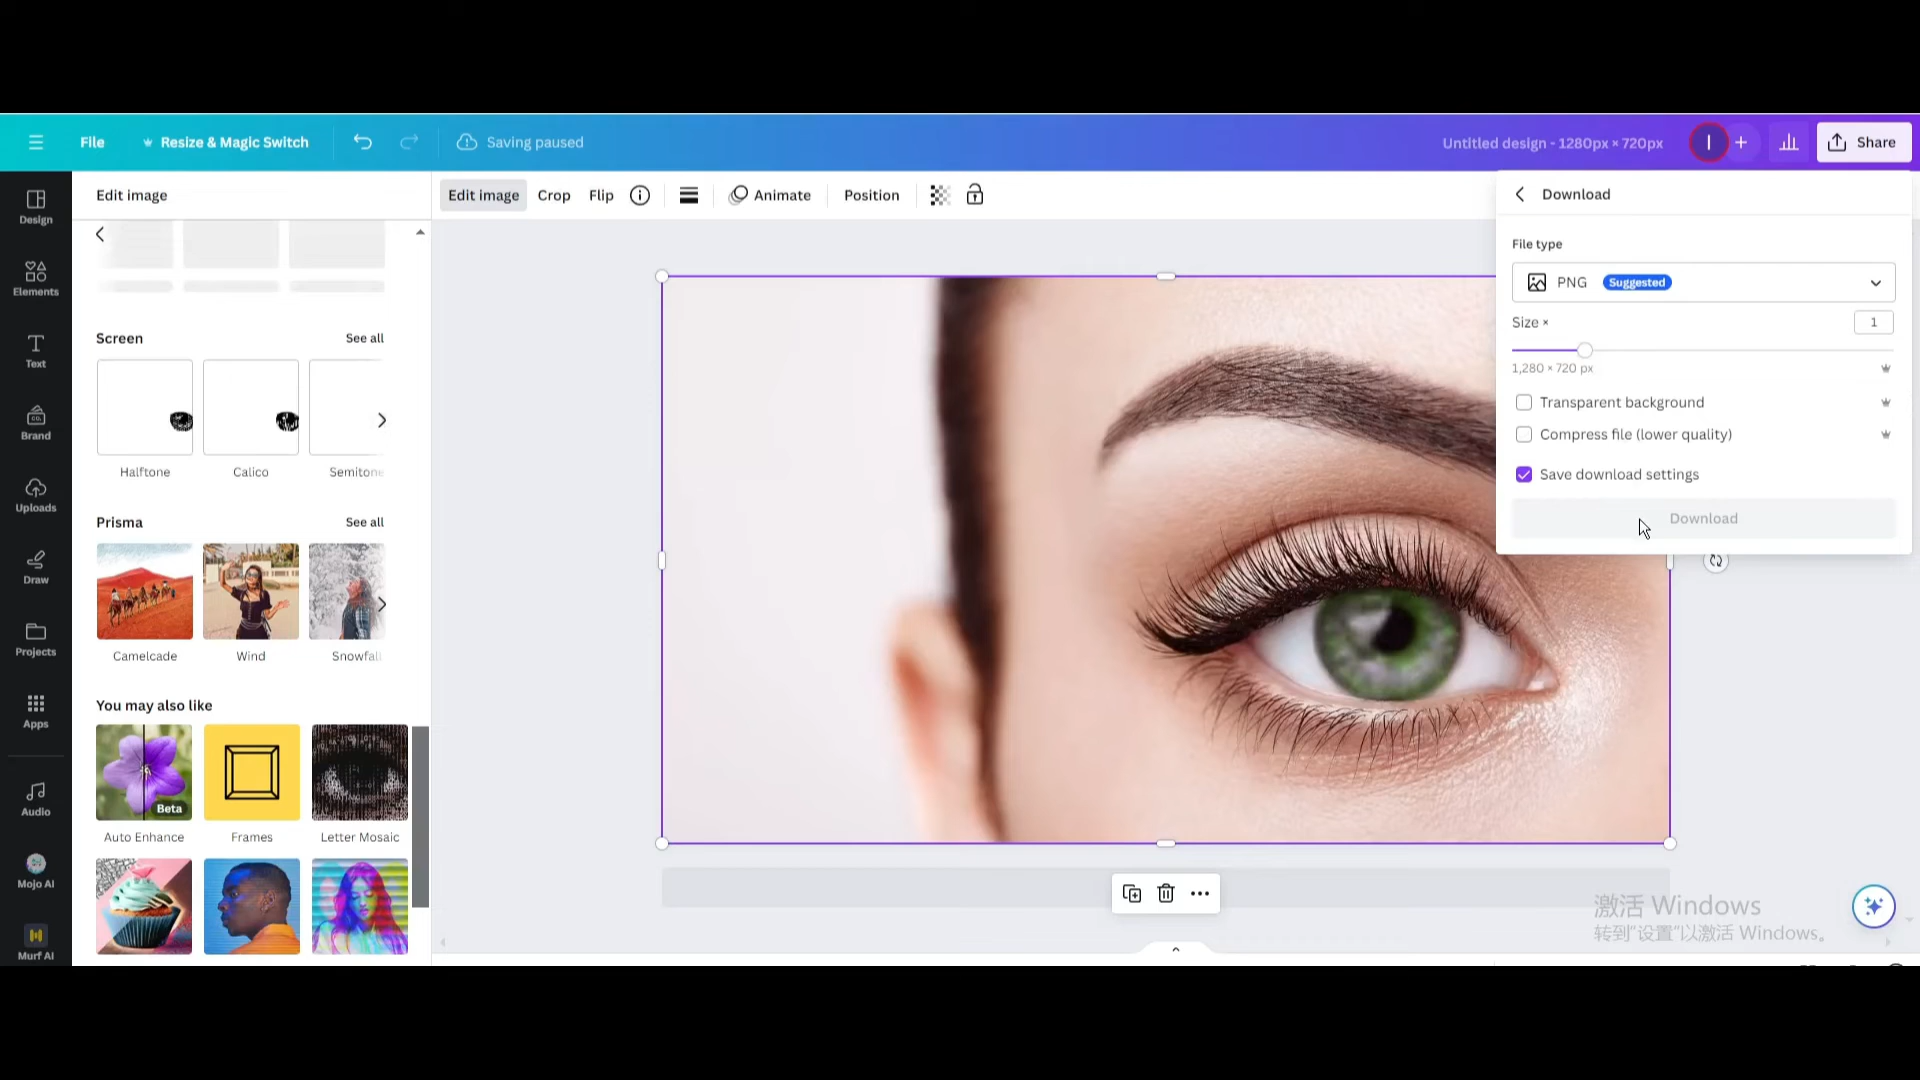 File
Resize & Magic Switch
Saving paused
Untitled design - 1280px × 720px
I
Share
Design
Elements
Text
Brand
Uploads
Draw
Projects
Apps
Audio
Mojo AI
Murf AI
Edit image
Screen
See all
Halftone
Calico
Semitone
Prisma
See all
Camelcade
Wind
Snowfall
You may also like
Beta
Auto Enhance
Frames
Letter Mosaic
Edit image
Crop
Flip
Animate
Position
Download
File type
PNG
Suggested
Size ×
1
1,280 × 720 px
Transparent background
Compress file (lower quality)
Save download settings
Download
激活 Windows
转到"设置"以激活 Windows。